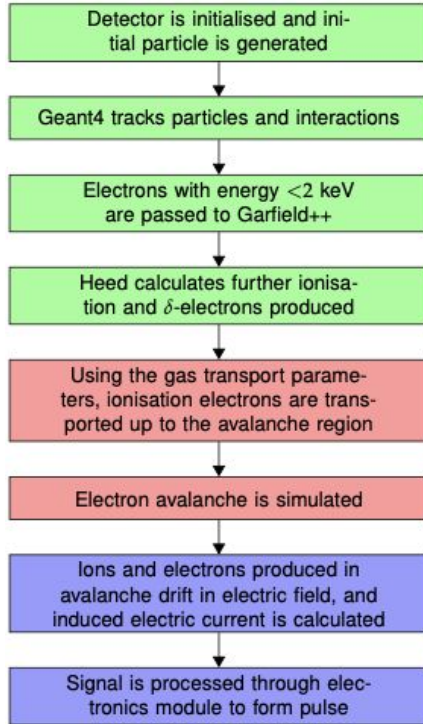 Detector is initialised and ini-
tial particle is generated
Geant4 tracks particles and interactions
Electrons with energy <2 keV
are passed to Garfield++
Heed calculates further ionisa-
tion and δ-electrons produced
Using the gas transport parame-
ters, ionisation electrons are trans-
ported up to the avalanche region
Electron avalanche is simulated
Ions and electrons produced in
avalanche drift in electric field, and
induced electric current is calculated
Signal is processed through elec-
tronics module to form pulse